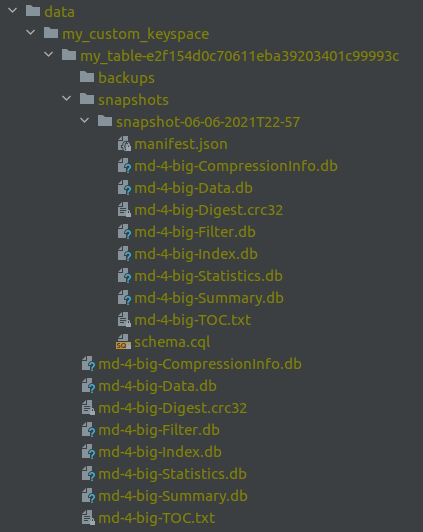 data
my_custom_keyspace
my_table-e2f154d0c70611eba39203401c99993c
backups
snapshots
snapshot-06-06-2021T22-57
manifest.json
md-4-big-CompressionInfo.db
md-4-big-Data.db
md-4-big-Digest.crc32
md-4-big-Filter.db
md-4-big-Index.db
md-4-big-Statistics.db
md-4-big-Summary.db
md-4-big-TOC.txt
schema.cql
md-4-big-CompressionInfo.db
md-4-big-Data.db
md-4-big-Digest.crc32
md-4-big-Filter.db
md-4-big-Index.db
md-4-big-Statistics.db
md-4-big-Summary.db
md-4-big-TOC.txt